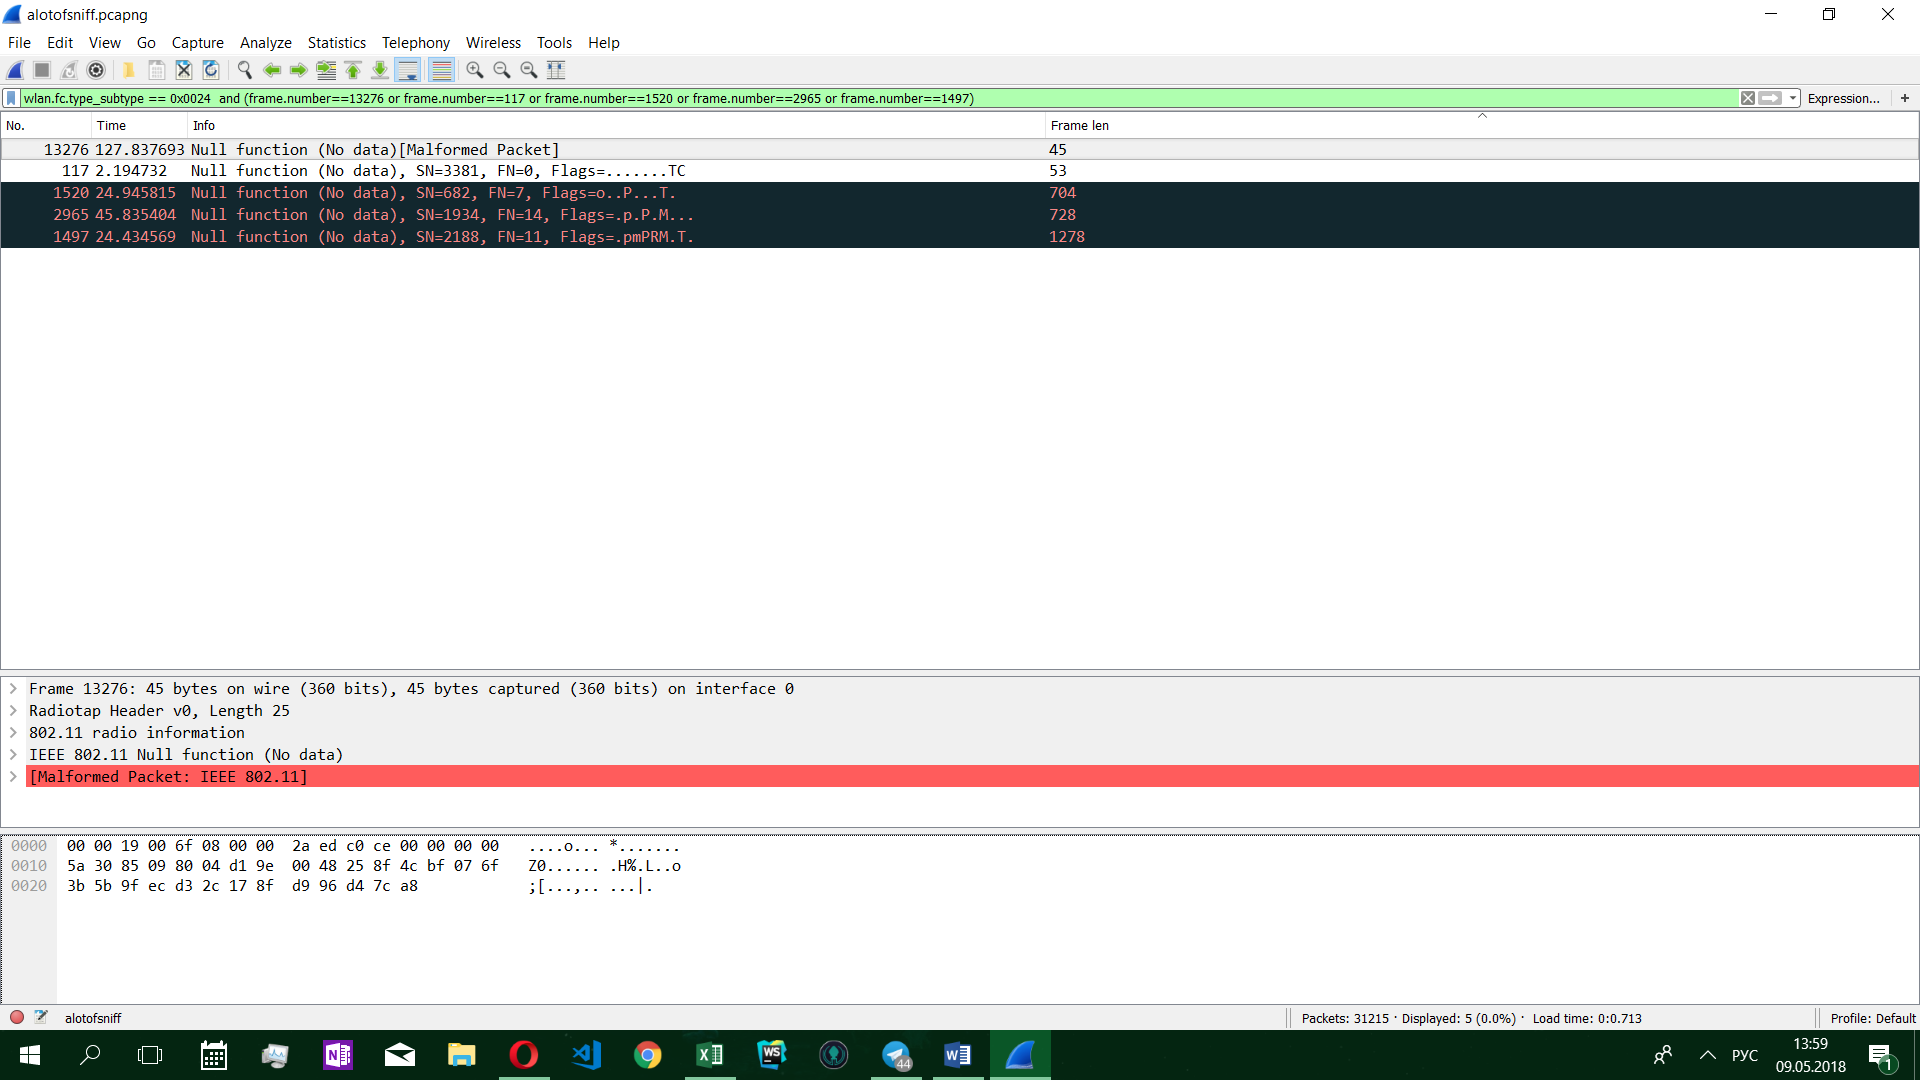 alotofsniff.pcapng
File Edit View Go Capture Analyze Statistics Telephony Wireless Tools Help
wlan.fc.type_subtype == 0x0024  and (frame.number==13276 or frame.number==117 or frame.number==1520 or frame.number==2965 or frame.number==1497) Expression... +
No. Time Info Frame len
13276 127.837693 Null function (No data)[Malformed Packet] 45
117 2.194732 Null function (No data), SN=3381, FN=0, Flags=.......TC 53
1520 24.945815 Null function (No data), SN=682, FN=7, Flags=o..P...T. 704
2965 45.835404 Null function (No data), SN=1934, FN=14, Flags=.p.P.M... 728
1497 24.434569 Null function (No data), SN=2188, FN=11, Flags=.pmPRM.T. 1278
Frame 13276: 45 bytes on wire (360 bits), 45 bytes captured (360 bits) on interface 0
Radiotap Header v0, Length 25
802.11 radio information
IEEE 802.11 Null function (No data)
[Malformed Packet: IEEE 802.11]
0000 00 00 19 00 6f 08 00 00 2a ed c0 ce 00 00 00 00 ....o... *.......
0010 5a 30 85 09 80 04 d1 9e 00 48 25 8f 4c bf 07 6f Z0...... .H%.L..o
0020 3b 5b 9f ec d3 2c 17 8f d9 96 d4 7c a8 ;[...,.. ...|.
alotofsniff Packets: 31215 · Displayed: 5 (0.0%) · Load time: 0:0.713 Profile: Default
N WS 44 W РУС 13:59
09.05.2018 1